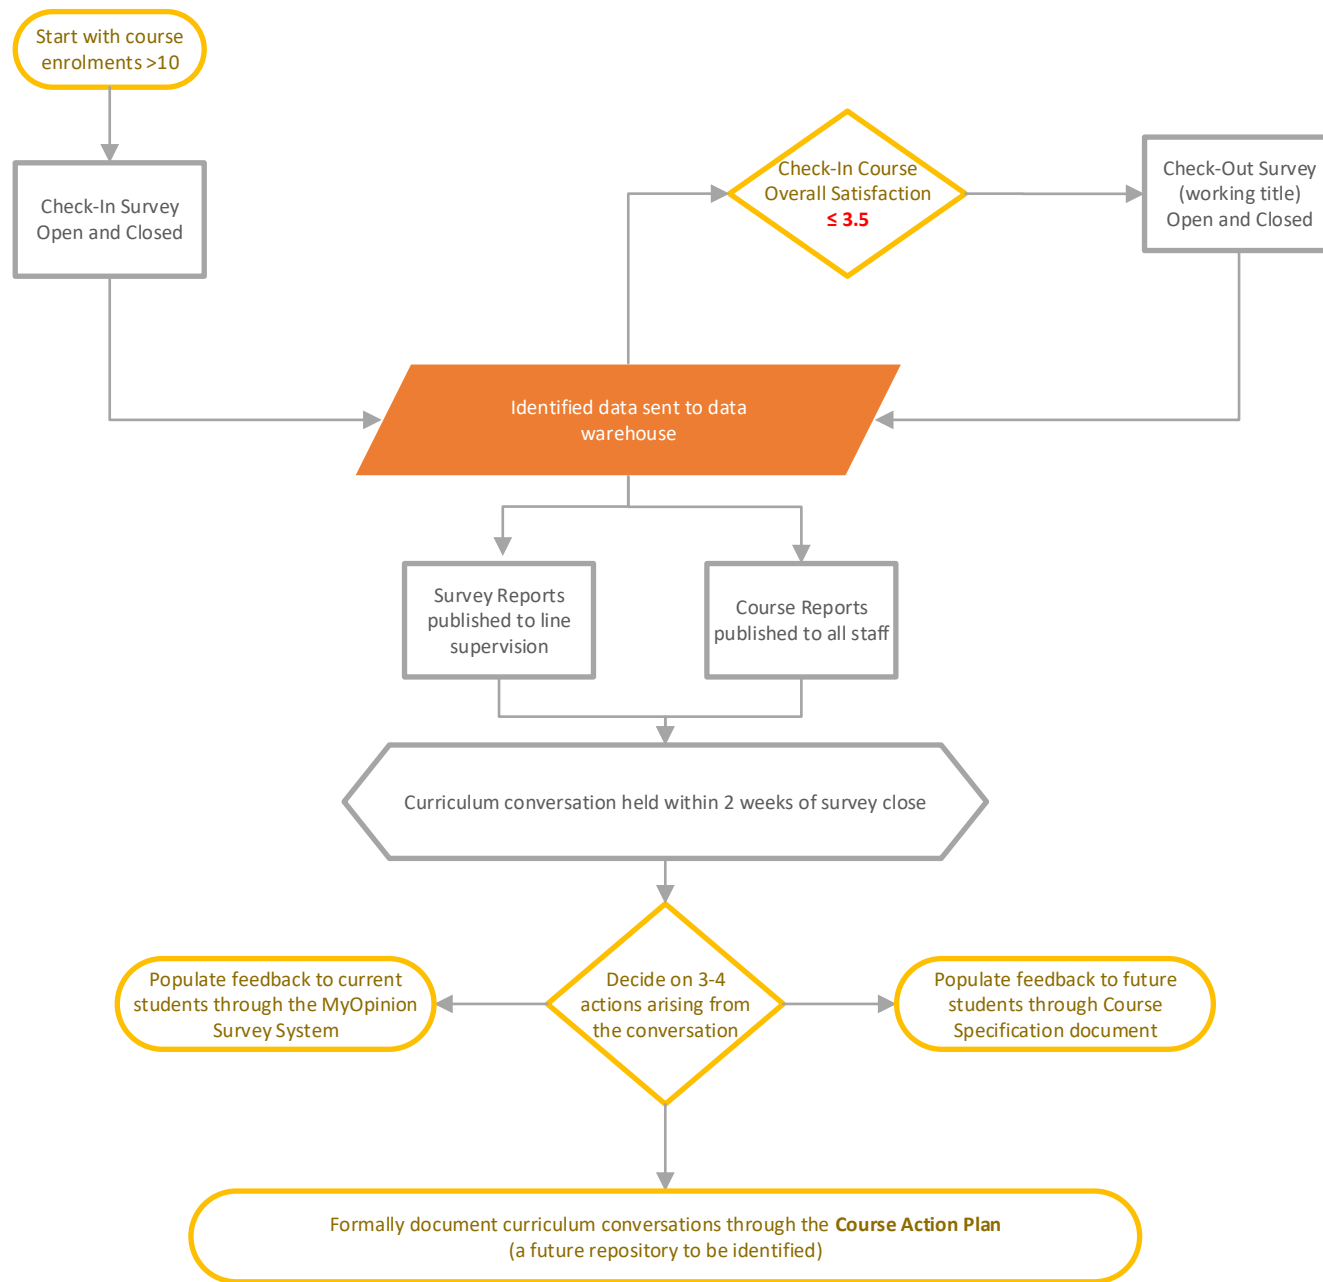 Start with course
enrolments >10
Check-In Survey
Open and Closed
Check-In Course
Overall Satisfaction
≤ 3.5
Check-Out Survey
(working title)
Open and Closed
Identified data sent to data
warehouse
Survey Reports
published to line
supervision
Course Reports
published to all staff
Curriculum conversation held within 2 weeks of survey close
Populate feedback to current
students through the MyOpinion
Survey System
Decide on 3-4
actions arising from
the conversation
Populate feedback to future
students through Course
Specification document
Formally document curriculum conversations through the Course Action Plan
(a future repository to be identified)